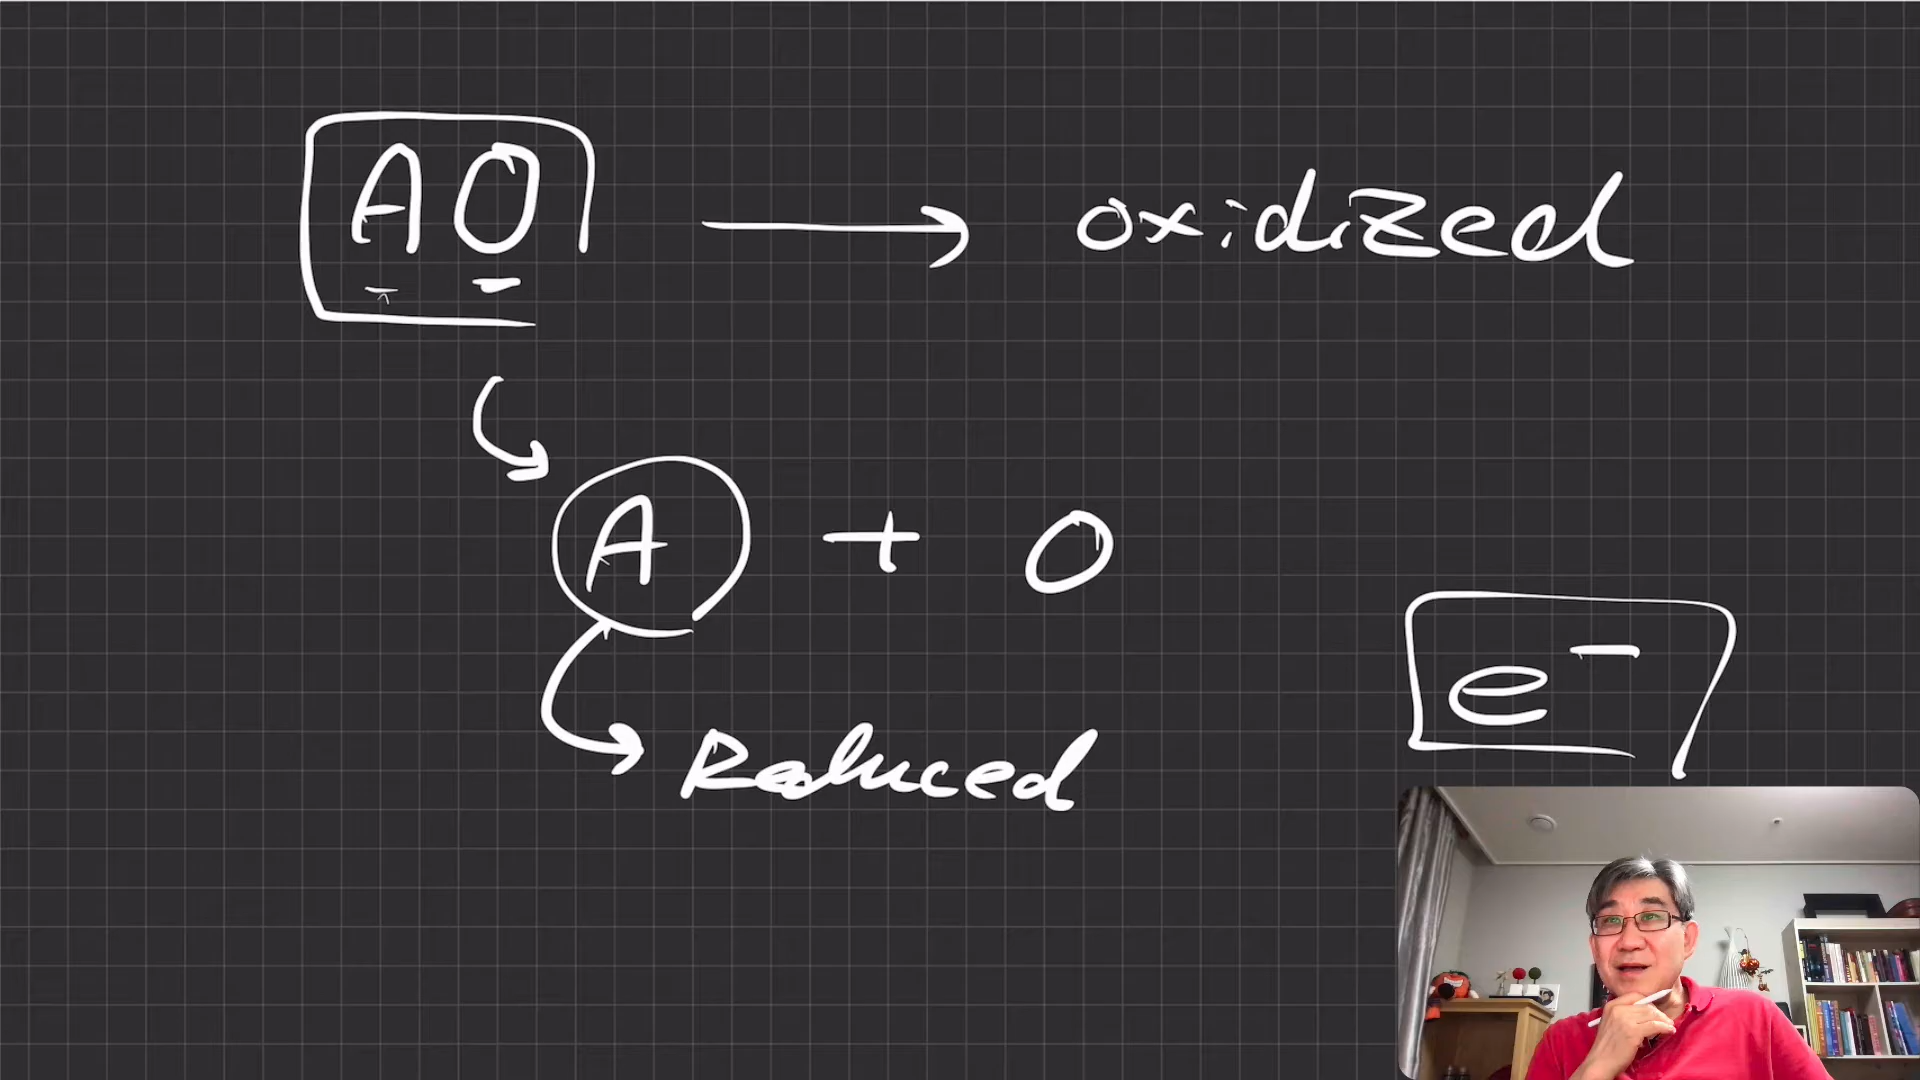 AO → oxidized
A + O
e⁻
Reduced